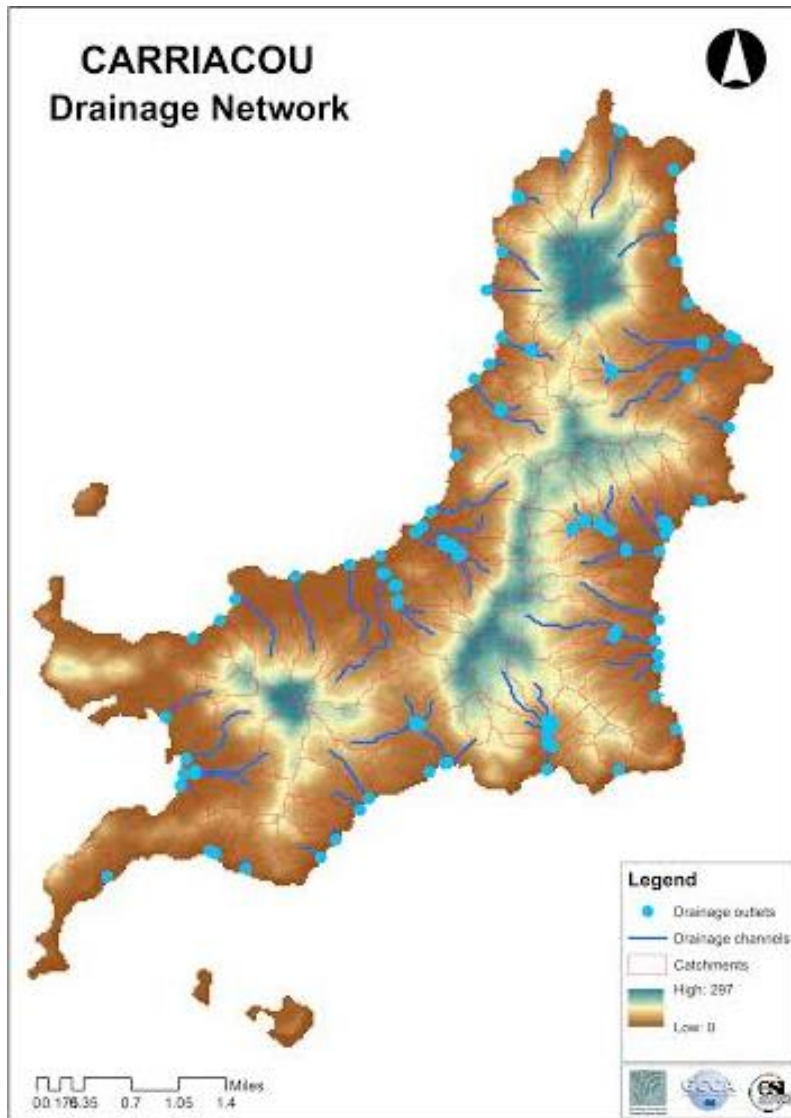 CARRIACOU
Drainage Network
Legend
Drainage outlets
Drainage channels
Catchments
High: 297
Low: 0
Miles
0.7 1.05 1.4